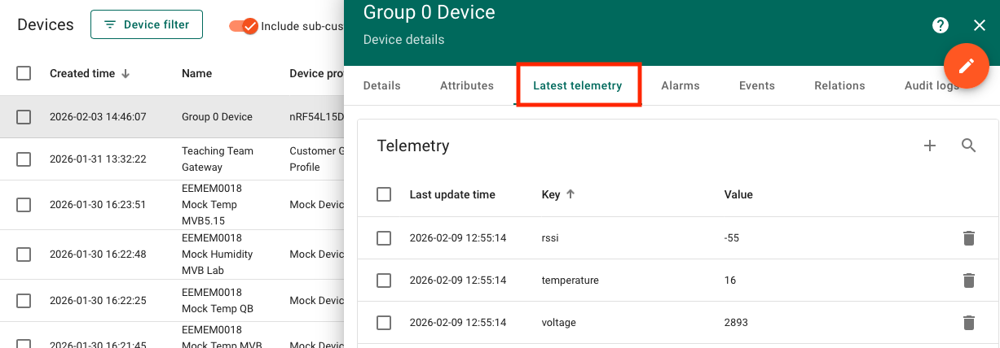 Devices
Device filter
Include sub-cus
Created time
Name
Device pro
2026-02-03 14:46:07
Group 0 Device
nRF54L15D
2026-01-31 13:32:22
Teaching Team
Gateway
Customer G
Profile
2026-01-30 16:23:51
EEMEM0018
Mock Temp
MVB5.15
Mock Devic
2026-01-30 16:22:48
EEMEM0018
Mock Humidity
MVB Lab
Mock Devic
2026-01-30 16:22:25
EEMEM0018
Mock Temp QB
Mock Devic
2026-01-30 16:21:45
EEMEM0018
Mock Temp MVB
Mock Devic
Group 0 Device
Device details
Details
Attributes
Latest telemetry
Alarms
Events
Relations
Audit logs
Telemetry
Last update time
Key
Value
2026-02-09 12:55:14
rssi
-55
2026-02-09 12:55:14
temperature
16
2026-02-09 12:55:14
voltage
2893